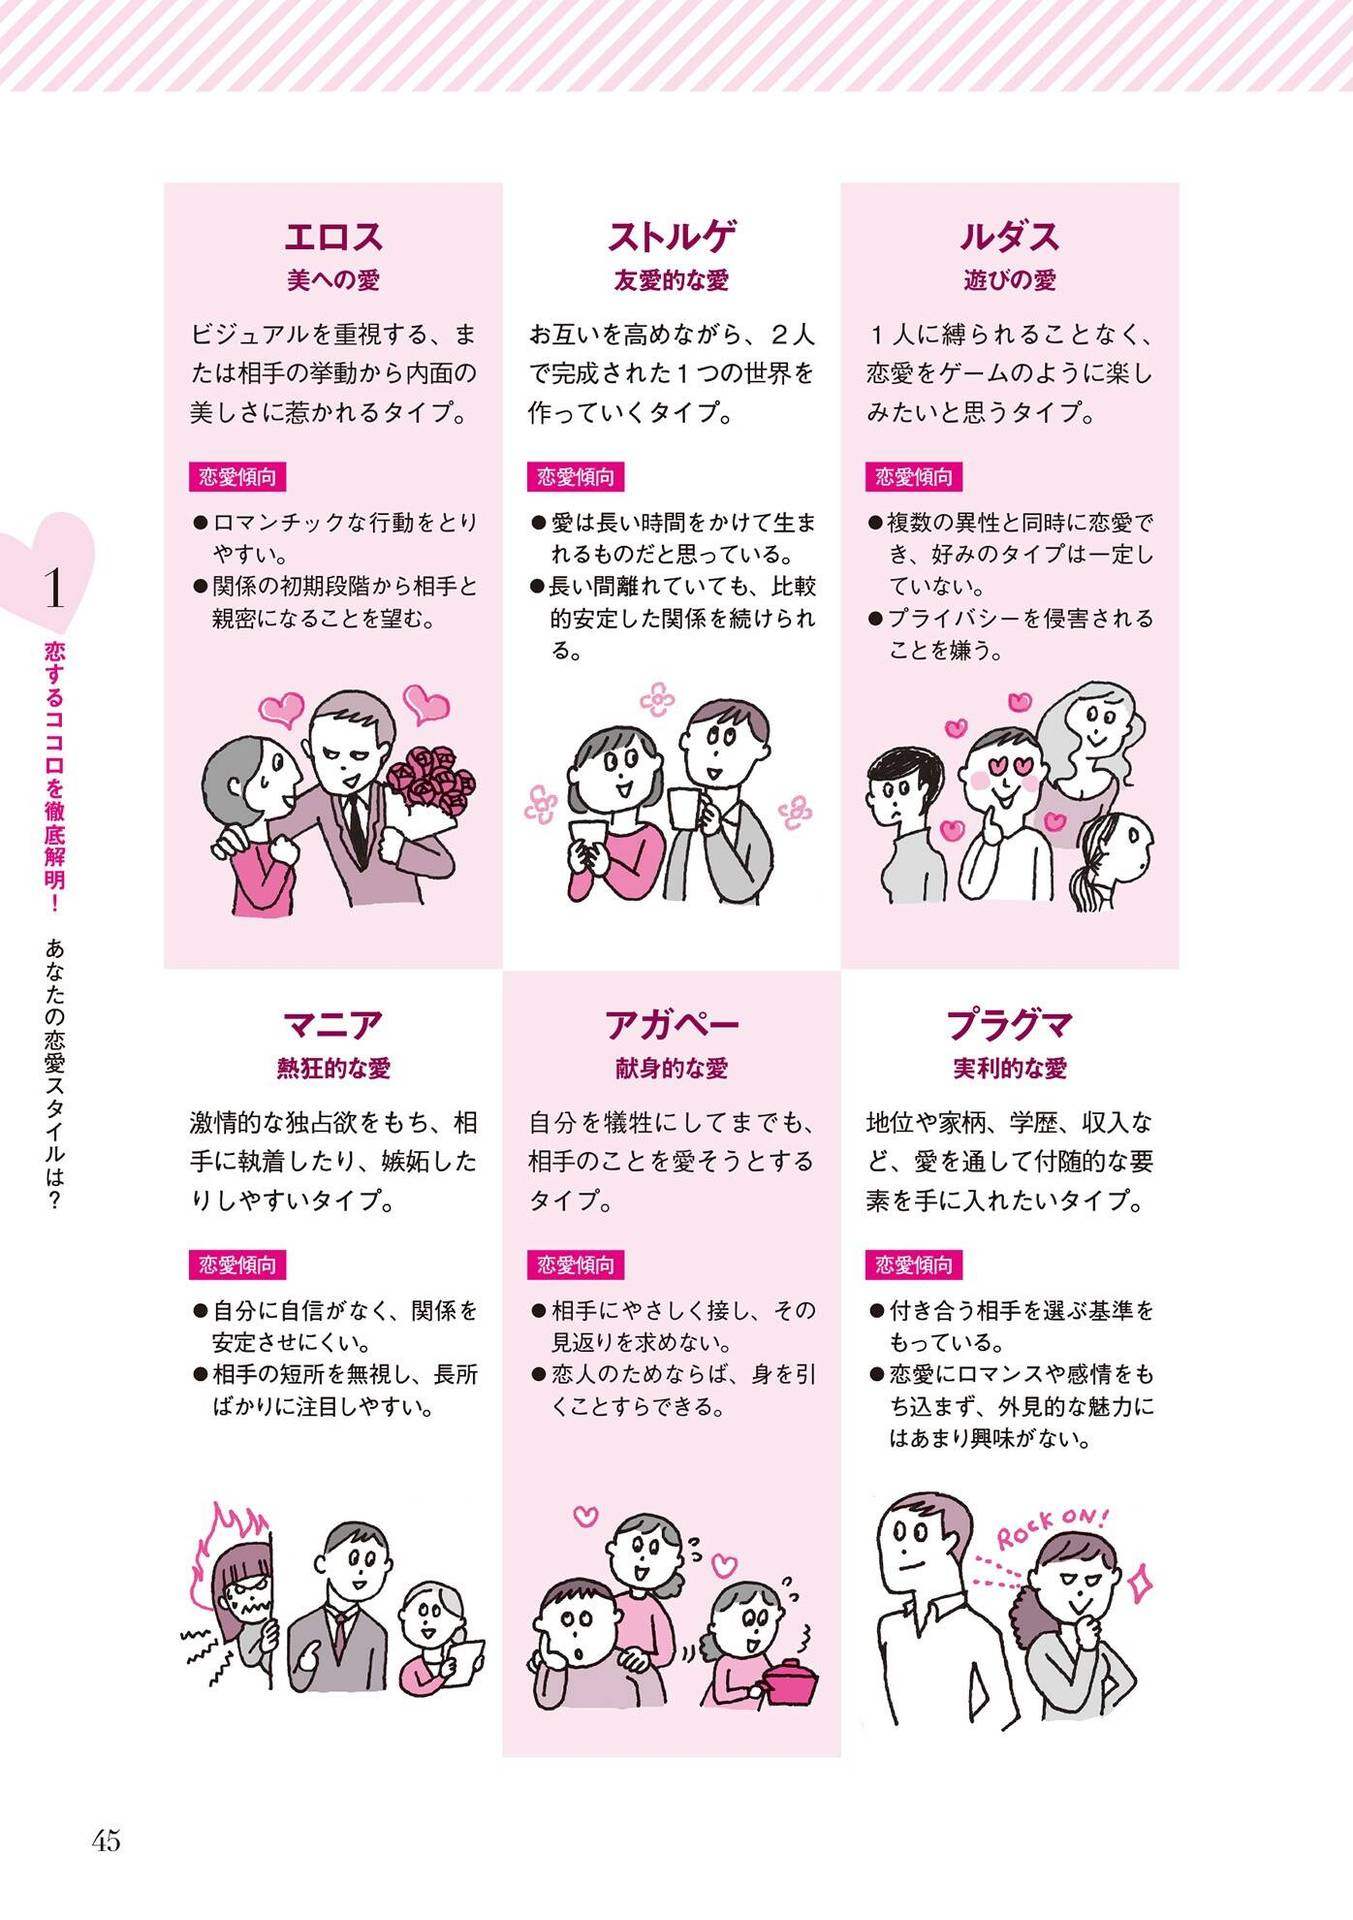 エロス
美への愛
ビジュアルを重視する、ま
たは相手の挙動から内面の
美しさに惹かれるタイプ。
恋愛傾向
●ロマンチックな行動をとり
やすい。
●関係の初期段階から相手と
親密になることを望む。
ストルゲ
友愛的な愛
お互いを高めながら、2人
で完成された1つの世界を
作っていくタイプ。
恋愛傾向
●愛は長い時間をかけて生ま
れるものだと思っている。
●長い間離れていても、比較
的安定した関係を続けられ
る。
ルダス
遊びの愛
1人に縛られることなく、
恋愛をゲームのように楽し
みたいと思うタイプ。
恋愛傾向
●複数の異性と同時に恋愛で
き、好みのタイプは一定し
ていない。
●プライバシーを侵害される
ことを嫌う。
マニア
熱狂的な愛
激情的な独占欲をもち、相
手に執着したり、嫉妬した
りしやすいタイプ。
恋愛傾向
●自分に自信がなく、関係を
安定させにくい。
●相手の短所を無視し、長所
ばかりに注目しやすい。
アガペー
献身的な愛
自分を犠牲にしてまでも、
相手のことを愛そうとする
タイプ。
恋愛傾向
●相手にやさしく接し、その
見返りを求めない。
●恋人のためならば、身を引
くことすらできる。
プラグマ
実利的な愛
地位や家柄、学歴、収入な
ど、愛を通して付随的な要
素を手に入れたいタイプ。
恋愛傾向
●付き合う相手を選ぶ基準を
もっている。
●恋愛にロマンスや感情をも
ち込まず、外見的な魅力に
はあまり興味がない。
ROCK ON!
1
恋するココロを徹底解明！ あなたの恋愛スタイルは？
45